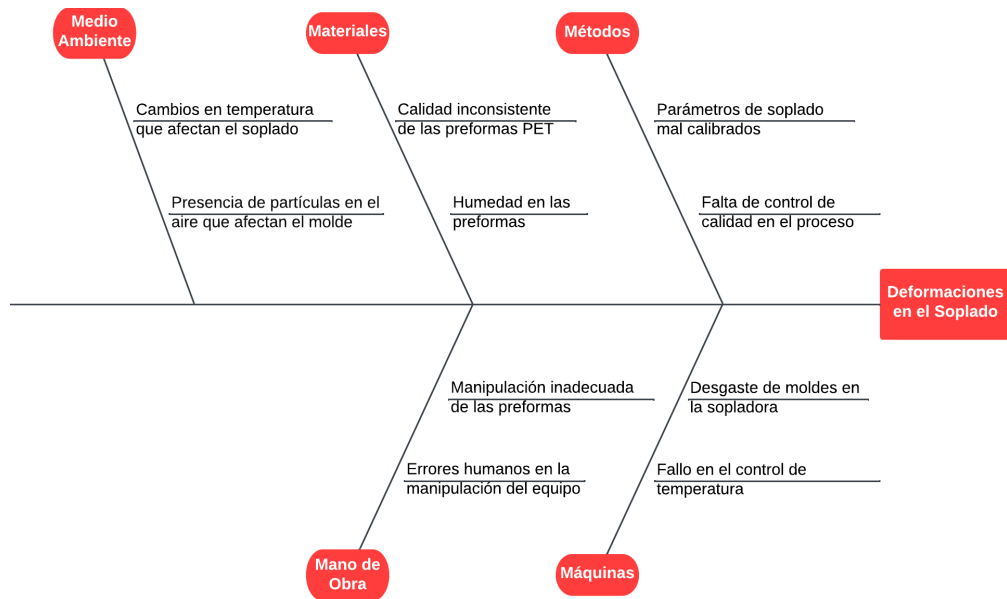 Medio
Ambiente
Materiales
Métodos
Cambios en temperatura
que afectan el soplado
Calidad inconsistente
de las preformas PET
Parámetros de soplado
mal calibrados
Presencia de partículas en el
aire que afectan el molde
Humedad en las
preformas
Falta de control de
calidad en el proceso
Deformaciones
en el Soplado
Manipulación inadecuada
de las preformas
Desgaste de moldes en
la sopladora
Errores humanos en la
manipulación del equipo
Fallo en el control de
temperatura
Mano de
Obra
Máquinas